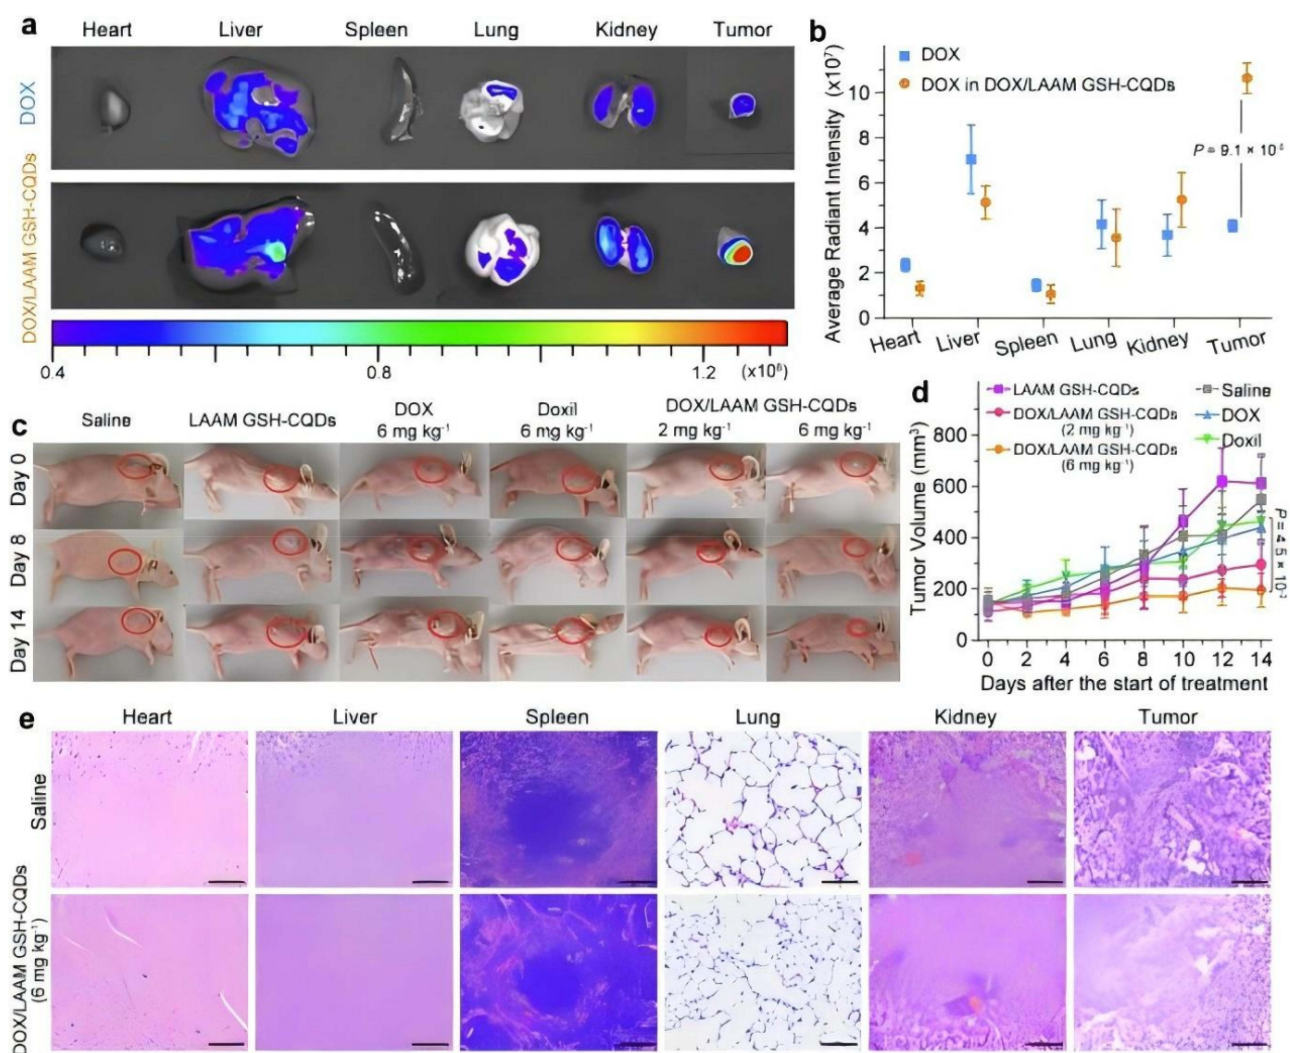 a
Heart Liver Spleen Lung Kidney Tumor
DOX
DOX/LAAM GSH-CQDs
0.4 0.8 1.2 (x10⁶)
b
DOX
DOX in DOX/LAAM GSH-CQDs
Average Radiant Intensity (x10⁷)
10
8
6
4
2
0
Heart Liver Spleen Lung Kidney Tumor
c
Saline LAAM GSH-CQDs DOX Doxil DOX/LAAM GSH-CQDs
6 mg kg⁻¹ 6 mg kg⁻¹ 2 mg kg⁻¹ 6 mg kg⁻¹
Day 0
Day 8
Day 14
d
LAAM GSH-CQDs
DOX/LAAM GSH-CQDs
(2 mg kg⁻¹)
DOX/LAAM GSH-CQDs
(6 mg kg⁻¹)
Saline
DOX
Doxil
Tumor Volume (mm³)
800
600
400
200
0
0 2 4 6 8 10 12 14
Days after the start of treatment
e
Heart Liver Spleen Lung Kidney Tumor
Saline
DOX/LAAM GSH-CQDs
(6 mg kg⁻¹)